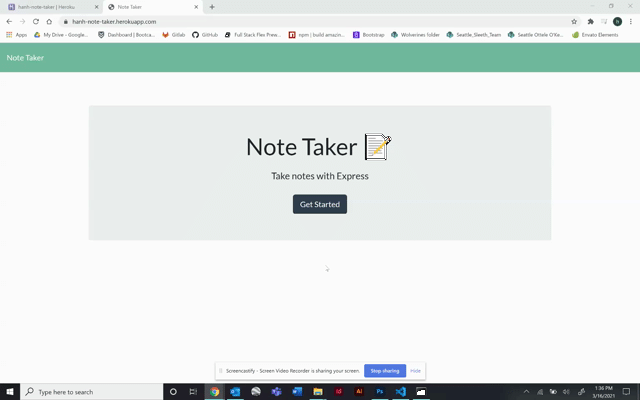 hanh-note-taker | Heroku
Note Taker
hanh-note-taker.herokuapp.com
Apps
My Drive - Google...
Dashboard | Bootca...
Gitlab
GitHub
Full Stack Flex Prew...
npm | build amazin...
Bootstrap
Wolverines folder
Seattle_Sleeth_Team
Seattle Oitele O'Ke...
Envato Elements
Note Taker
Note Taker
Take notes with Express
Get Started
Screencastify - Screen Video Recorder is sharing your screen.
Stop sharing
Hide
Type here to search
1:36 PM
3/16/2021